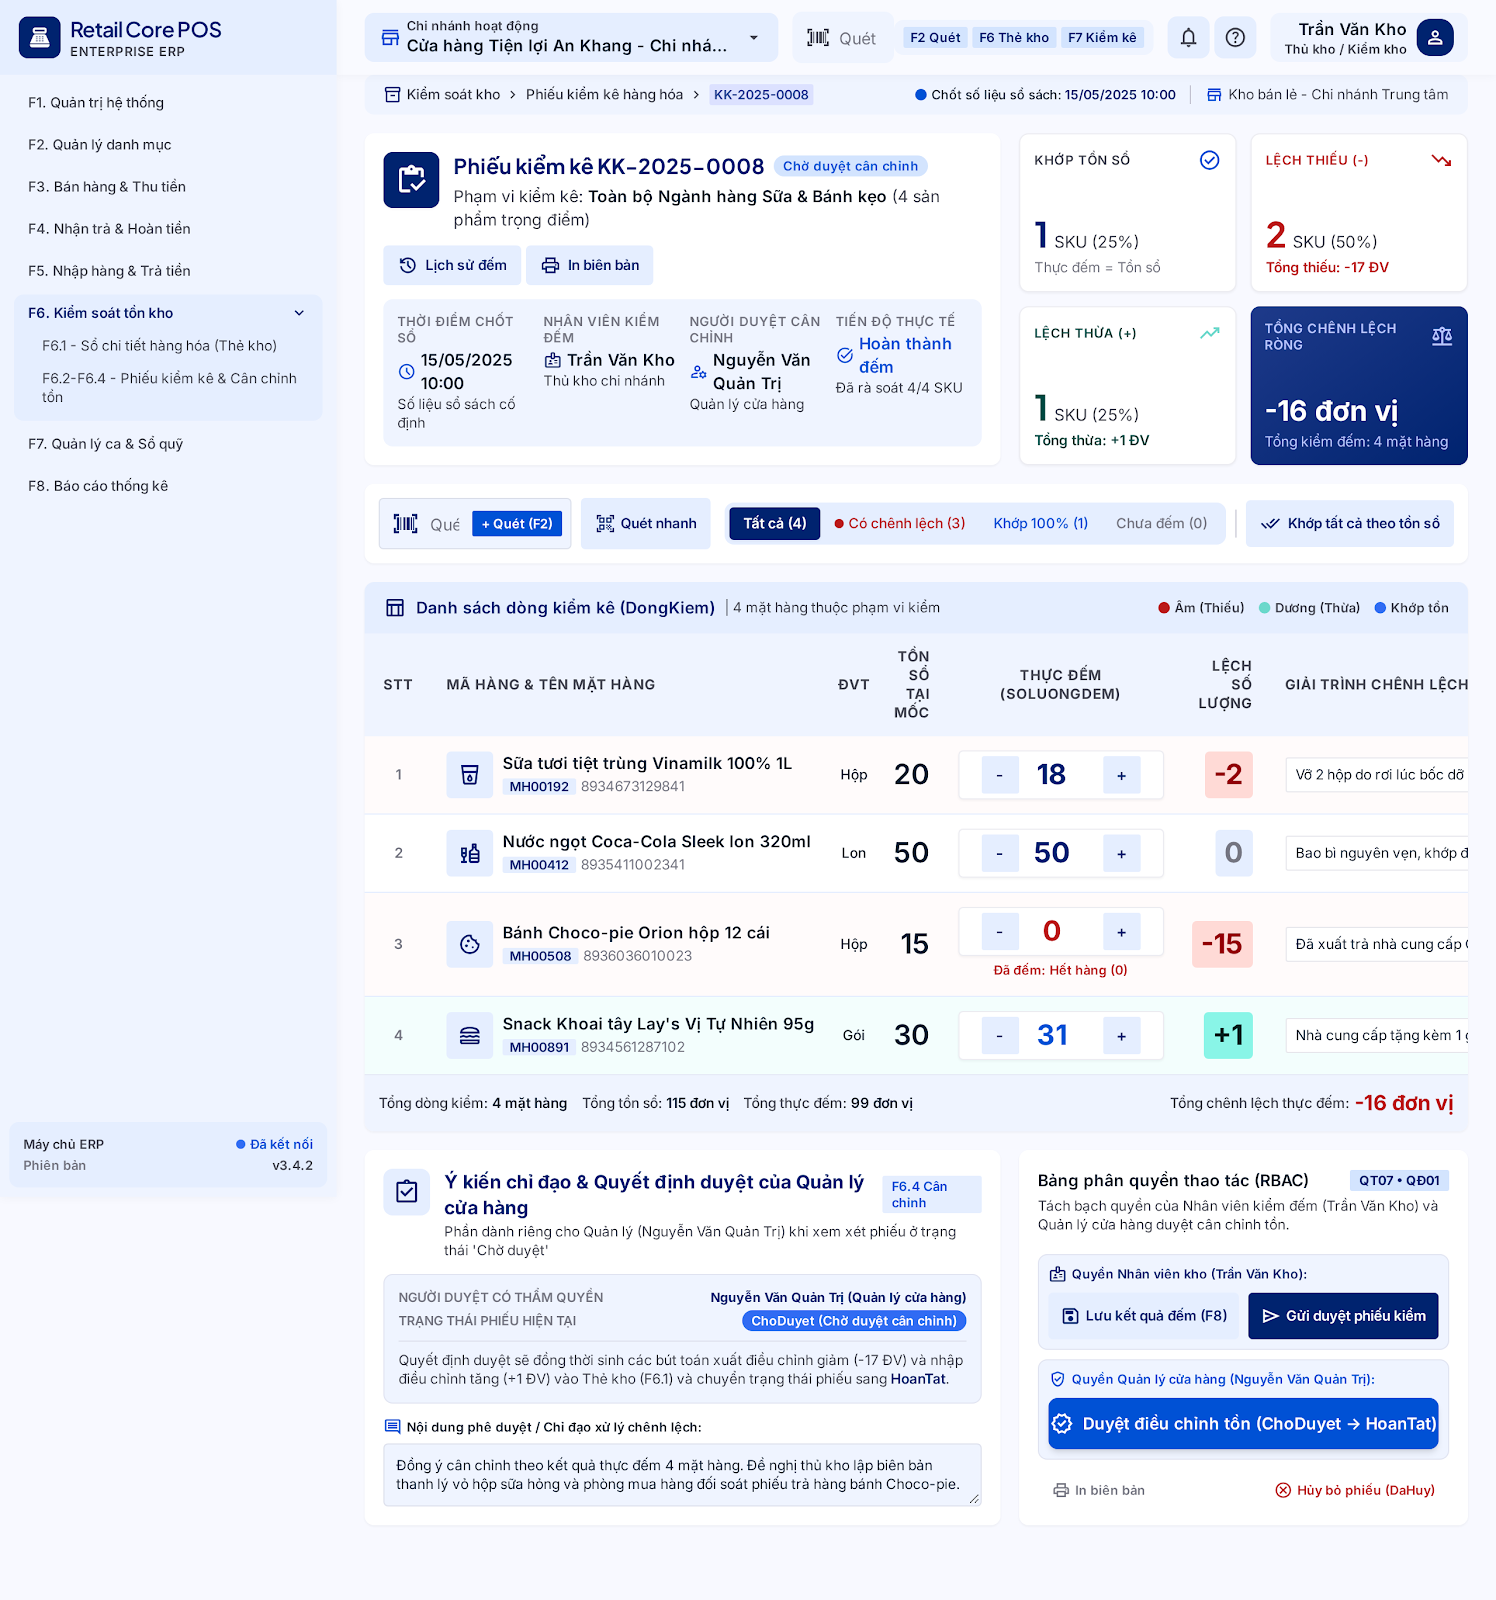 Retail Core POS
ENTERPRISE ERP
Chi nhánh hoạt động
Cửa hàng Tiện lợi An Khang - Chi nhá...
Quét
F2 Quét
F6 Thẻ kho
F7 Kiểm kê
Trần Văn Kho
Thủ kho / Kiểm kho
F1. Quản trị hệ thống
F2. Quản lý danh mục
F3. Bán hàng & Thu tiền
F4. Nhận trả & Hoàn tiền
F5. Nhập hàng & Trả tiền
F6. Kiểm soát tồn kho
F6.1 - Sổ chi tiết hàng hóa (Thẻ kho)
F6.2-F6.4 - Phiếu kiểm kê & Cân chỉnh
tồn
F7. Quản lý ca & Sổ quỹ
F8. Báo cáo thống kê
Máy chủ ERP
Đã kết nối
Phiên bản
v3.4.2
Kiểm soát kho
Phiếu kiểm kê hàng hóa
KK-2025-0008
Chốt số liệu sổ sách: 15/05/2025 10:00
Kho bán lẻ - Chi nhánh Trung tâm
Phiếu kiểm kê KK-2025-0008
Chờ duyệt cân chỉnh
Phạm vi kiểm kê: Toàn bộ Ngành hàng Sữa & Bánh kẹo (4 sản
phẩm trọng điểm)
Lịch sử đếm
In biên bản
THỜI ĐIỂM CHỐT
SỔ
15/05/2025
10:00
Số liệu sổ sách cố
định
NHÂN VIÊN KIỂM
ĐẾM
Trần Văn Kho
Thủ kho chi nhánh
NGƯỜI DUYỆT CÂN
CHỈNH
Nguyễn Văn
Quản Trị
Quản lý cửa hàng
TIẾN ĐỘ THỰC TẾ
Hoàn thành
đếm
Đã rà soát 4/4 SKU
KHỚP TỒN SỔ
1 SKU (25%)
Thực đếm = Tồn sổ
LỆCH THIẾU (-)
2 SKU (50%)
Tổng thiếu: -17 ĐV
LỆCH THỪA (+)
1 SKU (25%)
Tổng thừa: +1 ĐV
TỔNG CHÊNH LỆCH
RÒNG
-16 đơn vị
Tổng kiểm đếm: 4 mặt hàng
Qué
+ Quét (F2)
Quét nhanh
Tất cả (4)
Có chênh lệch (3)
Khớp 100% (1)
Chưa đếm (0)
Khớp tất cả theo tồn sổ
Danh sách dòng kiểm kê (DongKiem)
4 mặt hàng thuộc phạm vi kiểm
Âm (Thiếu)
Dương (Thừa)
Khớp tồn
STT
MÃ HÀNG & TÊN MẶT HÀNG
ĐVT
TỒN
SỔ
TẠI
MỐC
THỰC ĐẾM
(SOLUONGDEM)
LỆCH
SỐ
LƯỢNG
GIẢI TRÌNH CHÊNH LỆCH
1
Sữa tươi tiệt trùng Vinamilk 100% 1L
MH00192 8934673129841
Hộp
20
- 18 +
-2
Vỡ 2 hộp do rơi lúc bốc dỡ
2
Nước ngọt Coca-Cola Sleek lon 320ml
MH00412 8935411002341
Lon
50
- 50 +
0
Bao bì nguyên vẹn, khớp đ
3
Bánh Choco-pie Orion hộp 12 cái
MH00508 8936036010023
Hộp
15
- 0 +
Đã đếm: Hết hàng (0)
-15
Đã xuất trả nhà cung cấp
4
Snack Khoai tây Lay's Vị Tự Nhiên 95g
MH00891 8934561287102
Gói
30
- 31 +
+1
Nhà cung cấp tặng kèm 1
Tổng dòng kiểm: 4 mặt hàng
Tổng tồn sổ: 115 đơn vị
Tổng thực đếm: 99 đơn vị
Tổng chênh lệch thực đếm: -16 đơn vị
Ý kiến chỉ đạo & Quyết định duyệt của Quản lý
cửa hàng
F6.4 Cân
chỉnh
Phần dành riêng cho Quản lý (Nguyễn Văn Quản Trị) khi xem xét phiếu ở trạng
thái 'Chờ duyệt'
NGƯỜI DUYỆT CÓ THẨM QUYỀN
Nguyễn Văn Quản Trị (Quản lý cửa hàng)
TRẠNG THÁI PHIẾU HIỆN TẠI
ChoDuyet (Chờ duyệt cân chỉnh)
Quyết định duyệt sẽ đồng thời sinh các bút toán xuất điều chỉnh giảm (-17 ĐV) và nhập
điều chỉnh tăng (+1 ĐV) vào Thẻ kho (F6.1) và chuyển trạng thái phiếu sang HoanTat.
Nội dung phê duyệt / Chỉ đạo xử lý chênh lệch:
Đồng ý cân chỉnh theo kết quả thực đếm 4 mặt hàng. Đề nghị thủ kho lập biên bản
thanh lý vỏ hộp sữa hỏng và phòng mua hàng đối soát phiếu trả hàng bánh Choco-pie.
Bảng phân quyền thao tác (RBAC)
QT07 • QĐ01
Tách bạch quyền của Nhân viên kiểm đếm (Trần Văn Kho) và
Quản lý cửa hàng duyệt cân chỉnh tồn.
Quyền Nhân viên kho (Trần Văn Kho):
Lưu kết quả đếm (F8)
Gửi duyệt phiếu kiểm
Quyền Quản lý cửa hàng (Nguyễn Văn Quản Trị):
Duyệt điều chỉnh tồn (ChoDuyet → HoanTat)
In biên bản
Hủy bỏ phiếu (DaHuy)